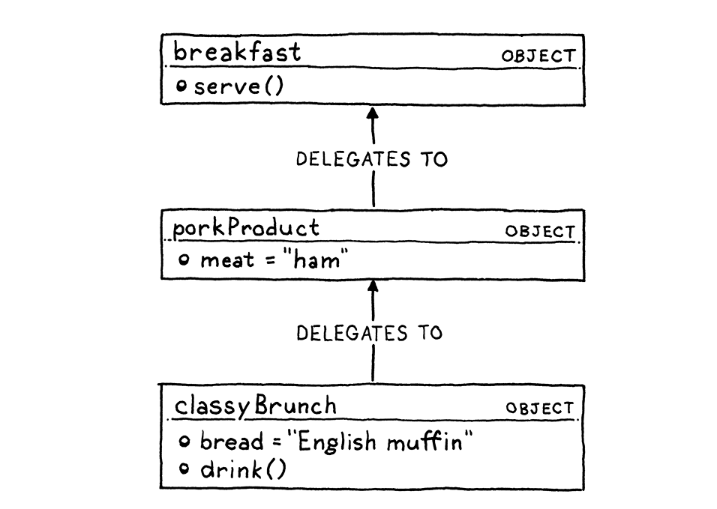 breakfast OBJECT
serve()
DELEGATES TO
porkProduct OBJECT
meat = "ham"
DELEGATES TO
classyBrunch OBJECT
bread = "English muffin"
drink()